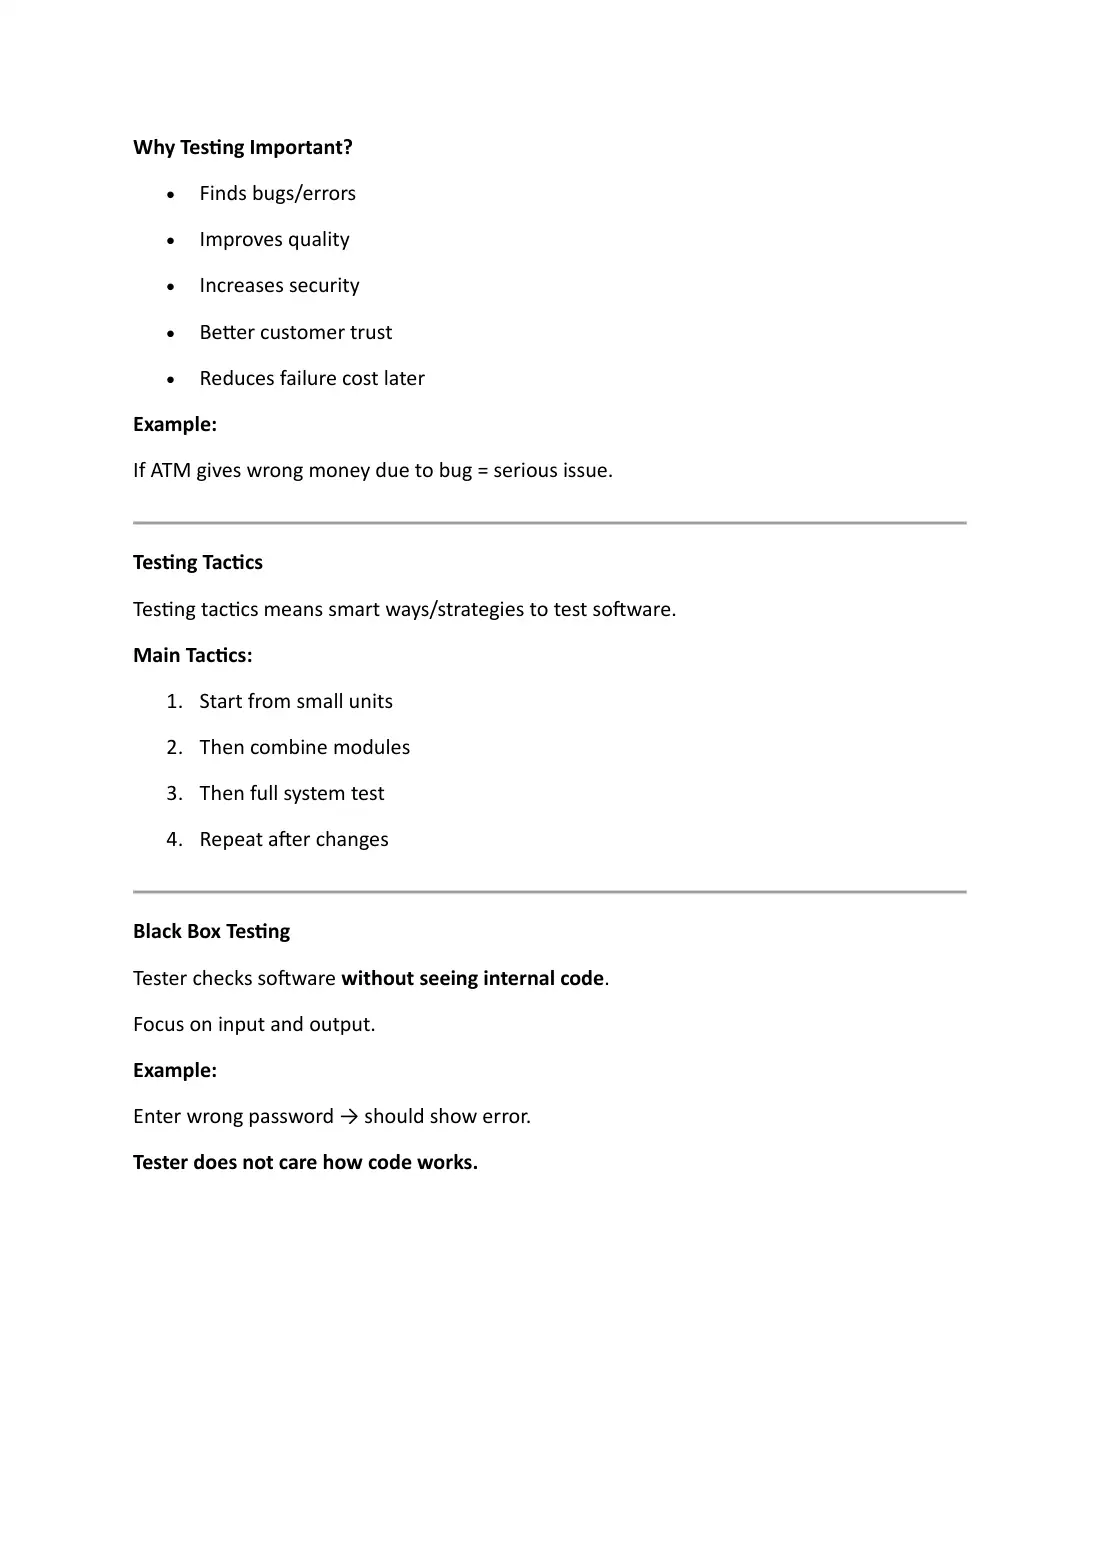 Why Testing Important?
• Finds bugs/errors
• Improves quality
• Increases security
• Better customer trust
• Reduces failure cost later
Example:
If ATM gives wrong money due to bug = serious issue.
Testing Tactics
Testing tactics means smart ways/strategies to test software.
Main Tactics:
1. Start from small units
2. Then combine modules
3. Then full system test
4. Repeat after changes
Black Box Testing
Tester checks software without seeing internal code.
Focus on input and output.
Example:
Enter wrong password → should show error.
Tester does not care how code works.